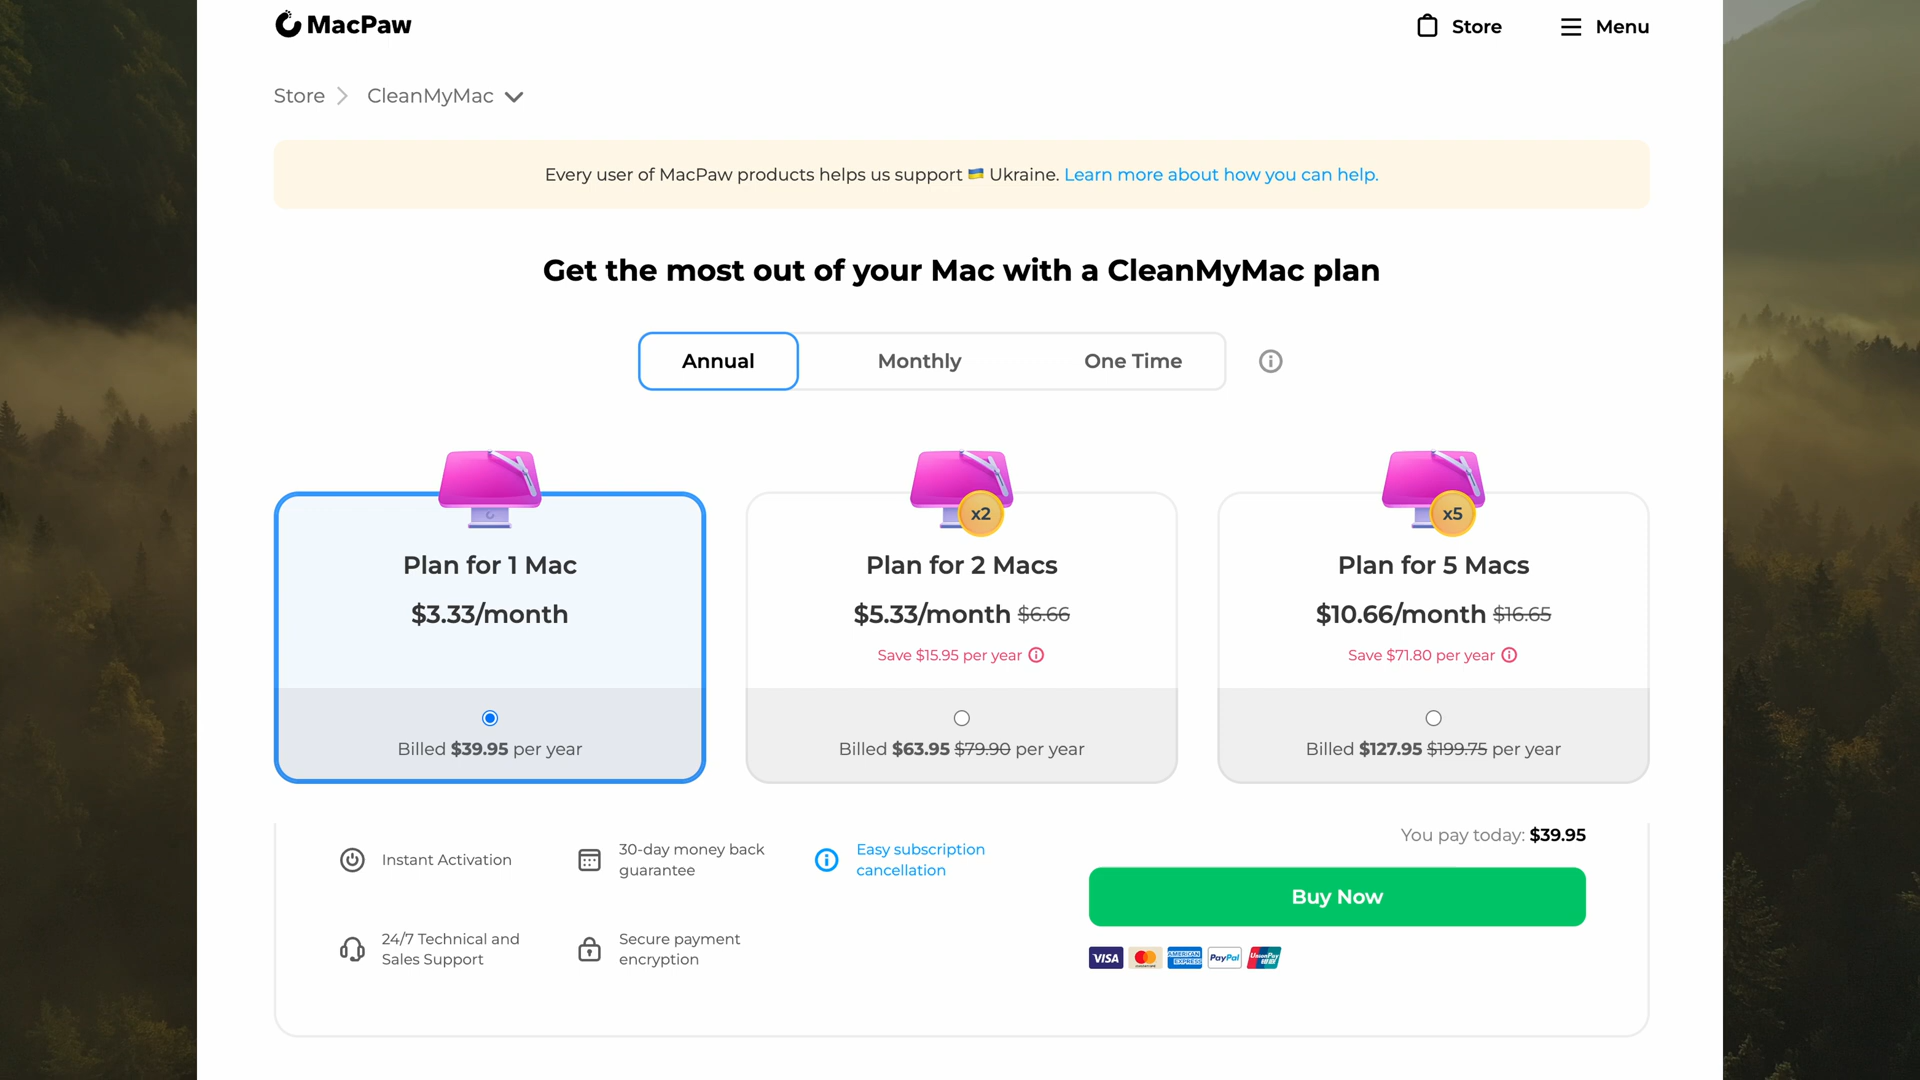 MacPaw
Store
Menu
Store
CleanMyMac
Every user of MacPaw products helps us support 🇺🇦 Ukraine. Learn more about how you can help.
Get the most out of your Mac with a CleanMyMac plan
Annual
Monthly
One Time
Plan for 1 Mac
$3.33/month
Billed $39.95 per year
x2
Plan for 2 Macs
$5.33/month $6.66
Save $15.95 per year
Billed $63.95 $79.90 per year
x5
Plan for 5 Macs
$10.66/month $16.65
Save $71.80 per year
Billed $127.95 $199.75 per year
Instant Activation
30-day money back
guarantee
Easy subscription
cancellation
24/7 Technical and
Sales Support
Secure payment
encryption
You pay today: $39.95
Buy Now
VISA
mastercard
AMERICAN
EXPRESS
PayPal
UnionPay
银联